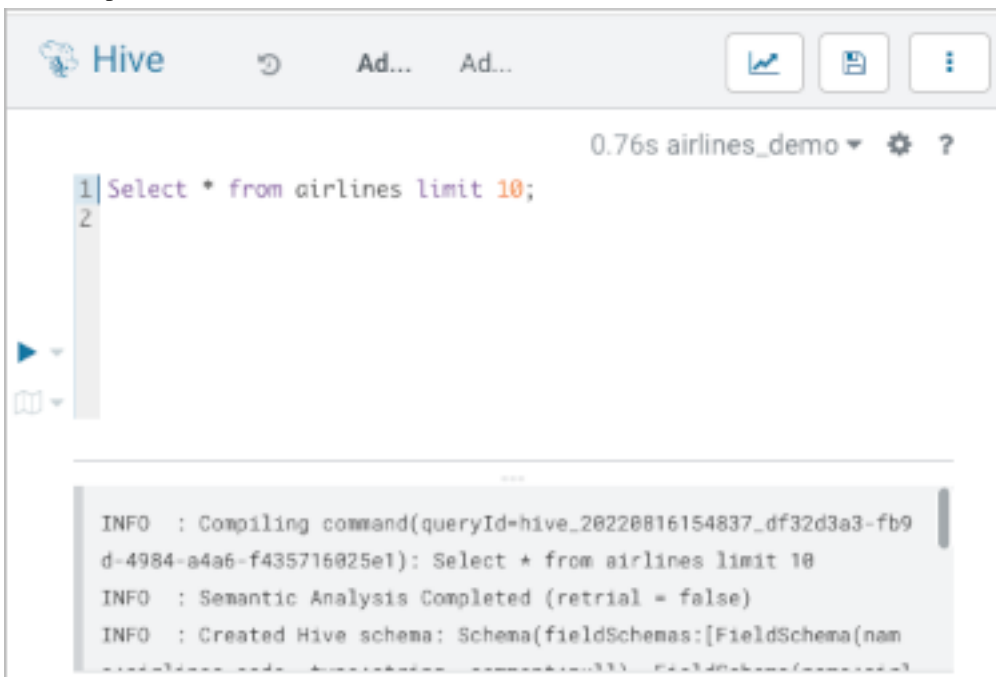 Hive Ad... Ad...
0.76s airlines_demo ?
1 Select * from airlines limit 10;
2
INFO : Compiling command(queryId=hive_20220816154837_df32d3a3-fb9
d-4984-a4a6-f435716025e1): Select * from airlines limit 10
INFO : Semantic Analysis Completed (retrial = false)
INFO : Created Hive schema: Schema(fieldSchemas:[FieldSchema(nam